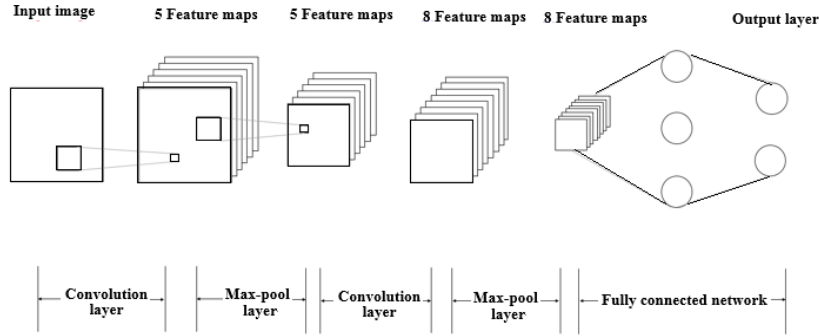 Input image
5 Feature maps
5 Feature maps
8 Feature maps
8 Feature maps
Output layer
Convolution
layer
Max-pool
layer
Convolution
layer
Max-pool
layer
Fully connected network